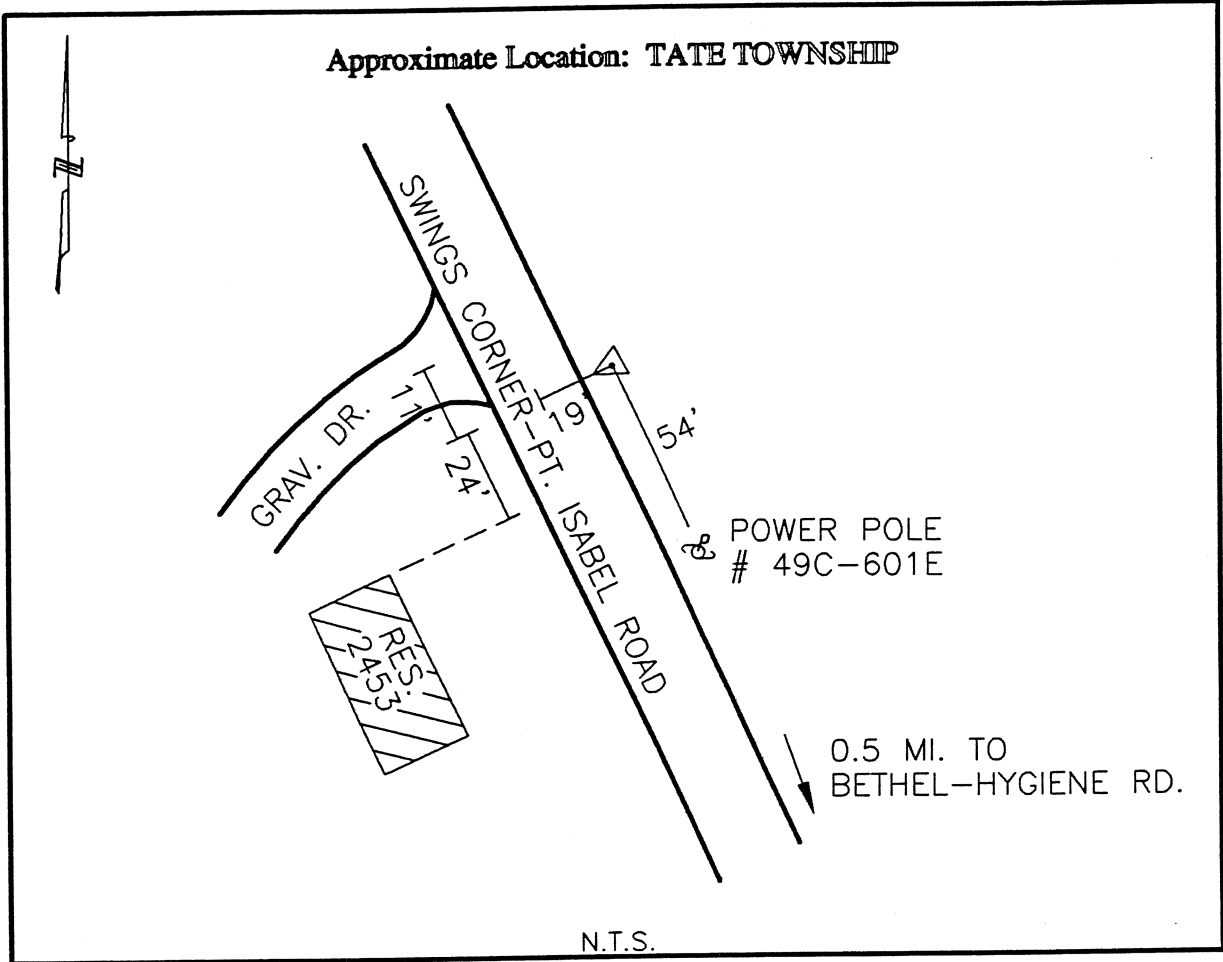 Approximate Location: TATE TOWNSHIP
N
SWINGS CORNER-PT. ISABEL ROAD
GRAV. DR.
11'
24'
19'
54'
POWER POLE
# 49C-601E
RES.
2453
0.5 MI. TO
BETHEL-HYGIENE RD.
N.T.S.